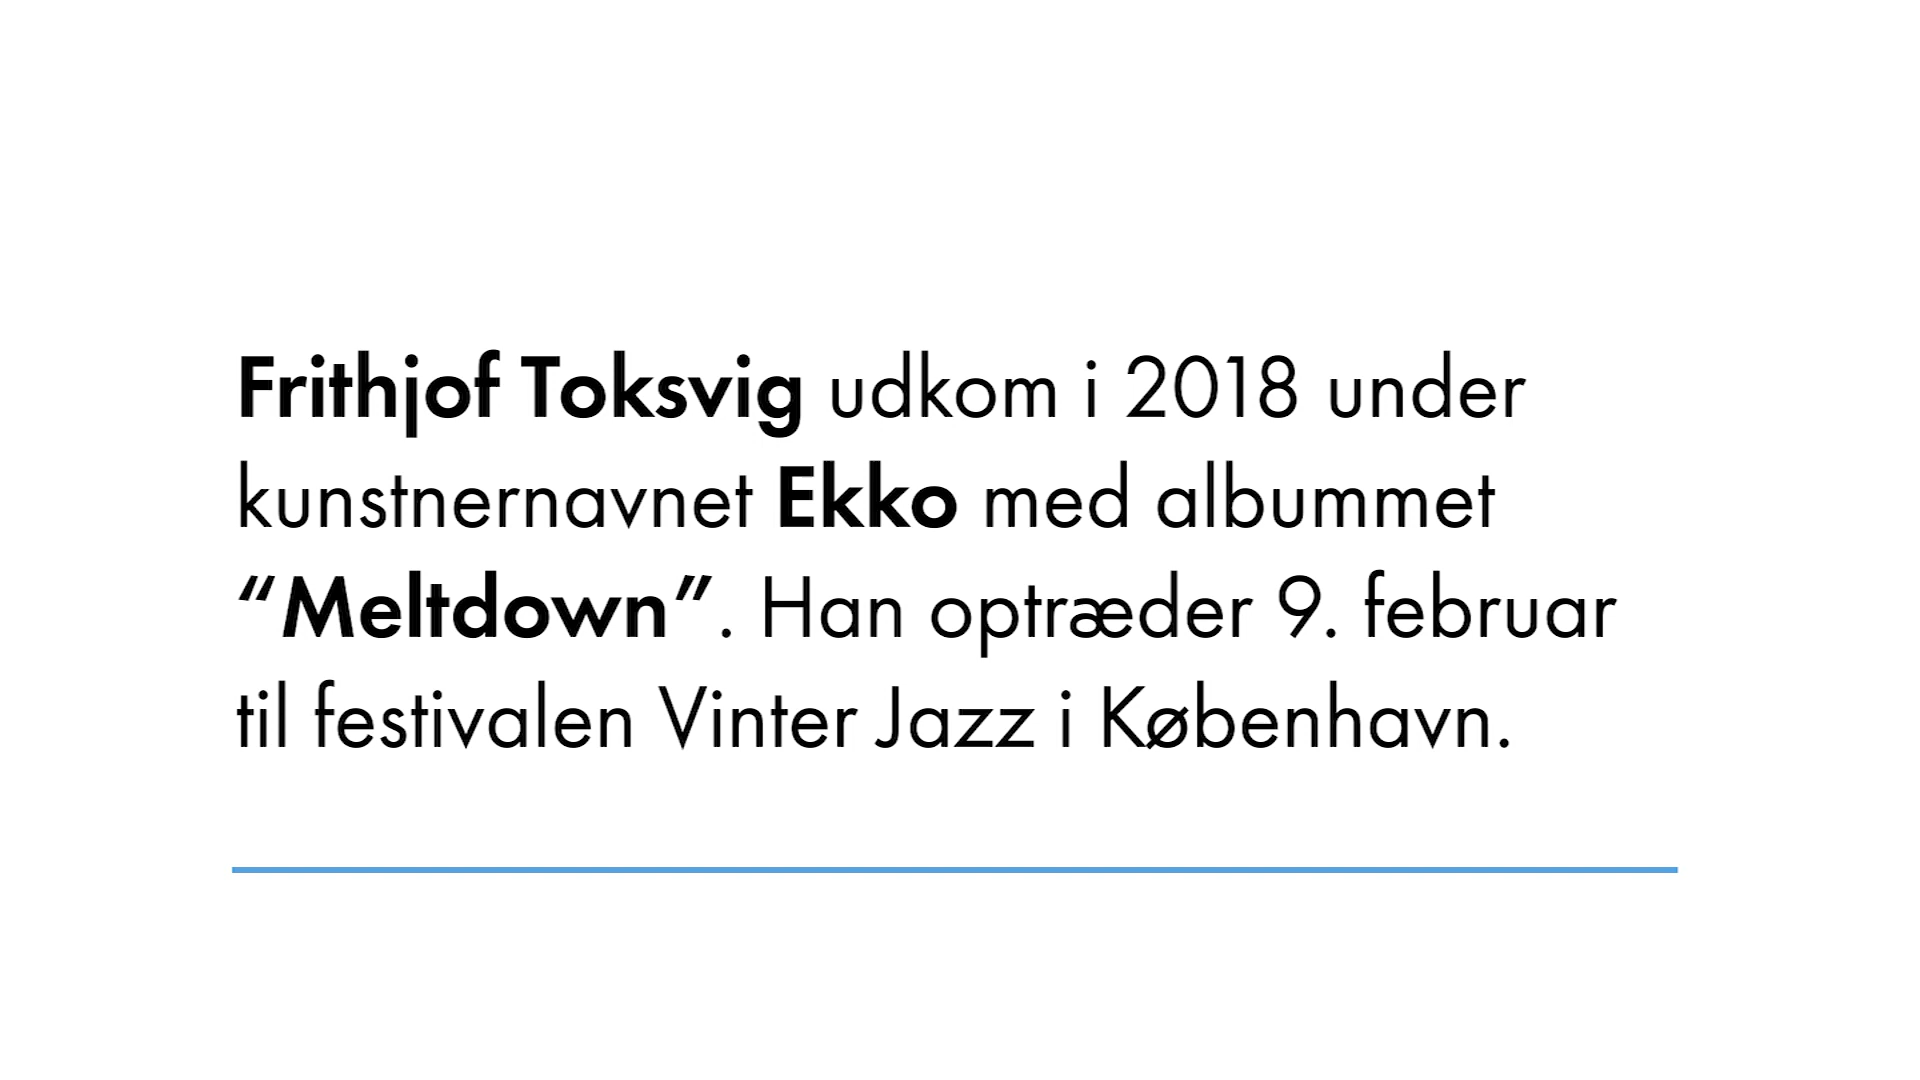 Frithjof Toksvig udkom i 2018 under
kunstnernavnet Ekko med albummet
“Meltdown”. Han optræder 9. februar
til festivalen Vinter Jazz i København.